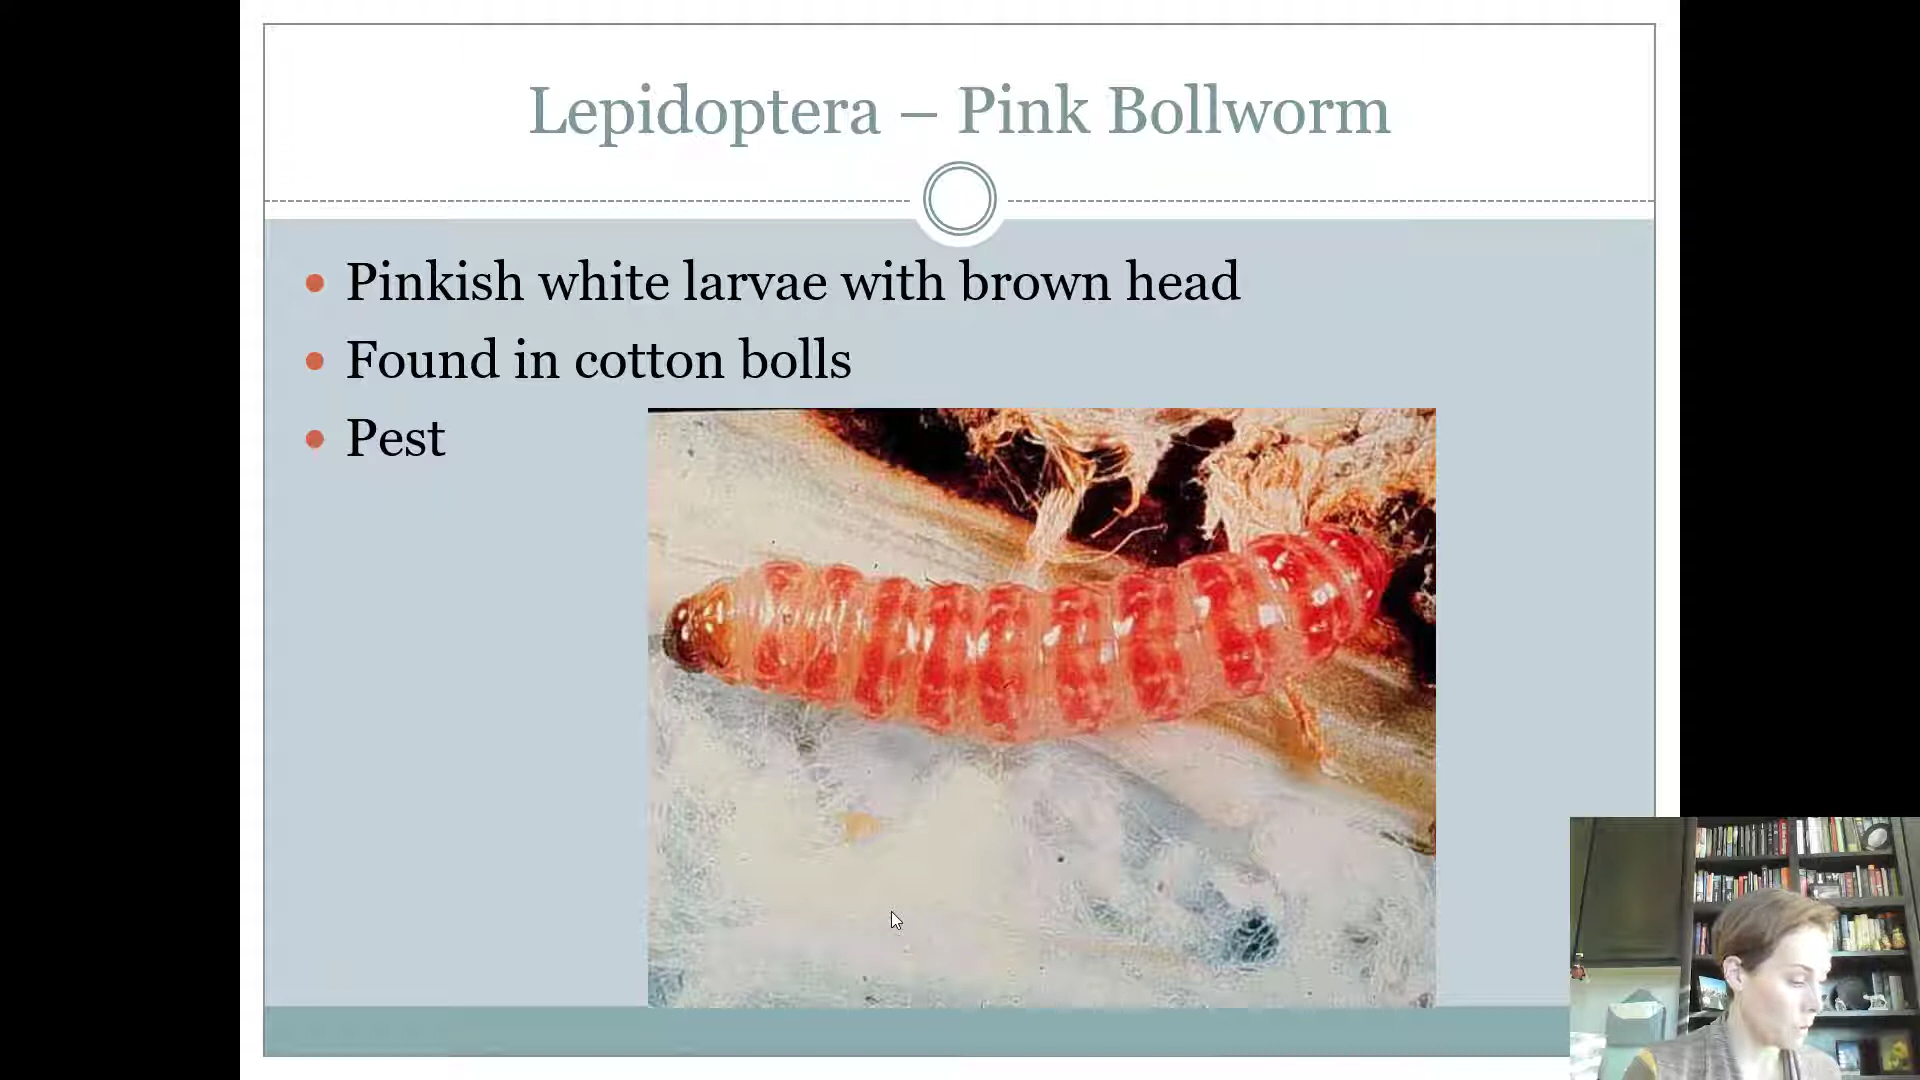 Lepidoptera – Pink Bollworm
Pinkish white larvae with brown head
Found in cotton bolls
Pest